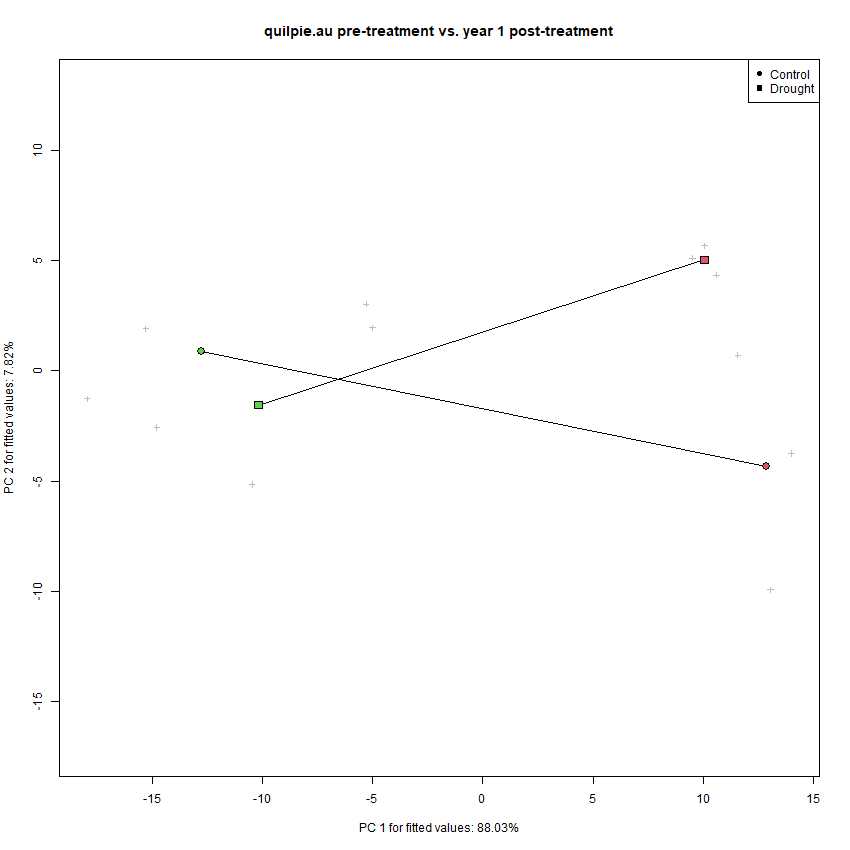 quilpie.au pre-treatment vs. year 1 post-treatment
Control
Drought
10
5
0
-5
-10
-15
PC 2 for fitted values: 7.82%
-15
-10
-5
0
5
10
15
PC 1 for fitted values: 88.03%